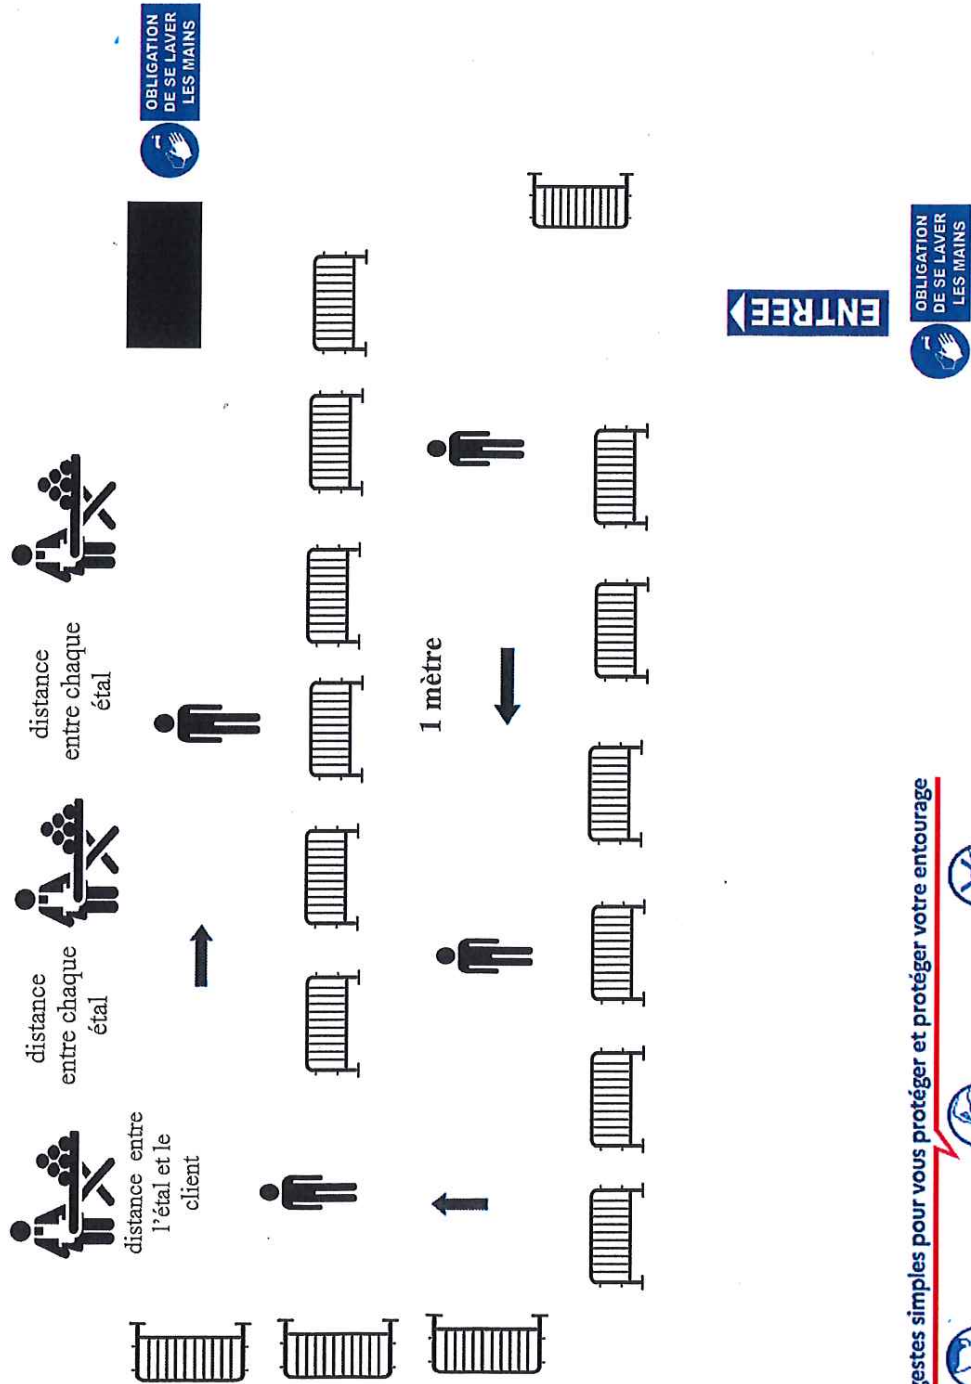 OBLIGATION
DE SE LAVER
LES MAINS
distance
entre chaque
étal
distance
entre chaque
étal
distance entre
l'étal et le
client
1 mètre
ENTREE
OBLIGATION
DE SE LAVER
LES MAINS
gestes simples pour vous protéger et protéger votre entourage